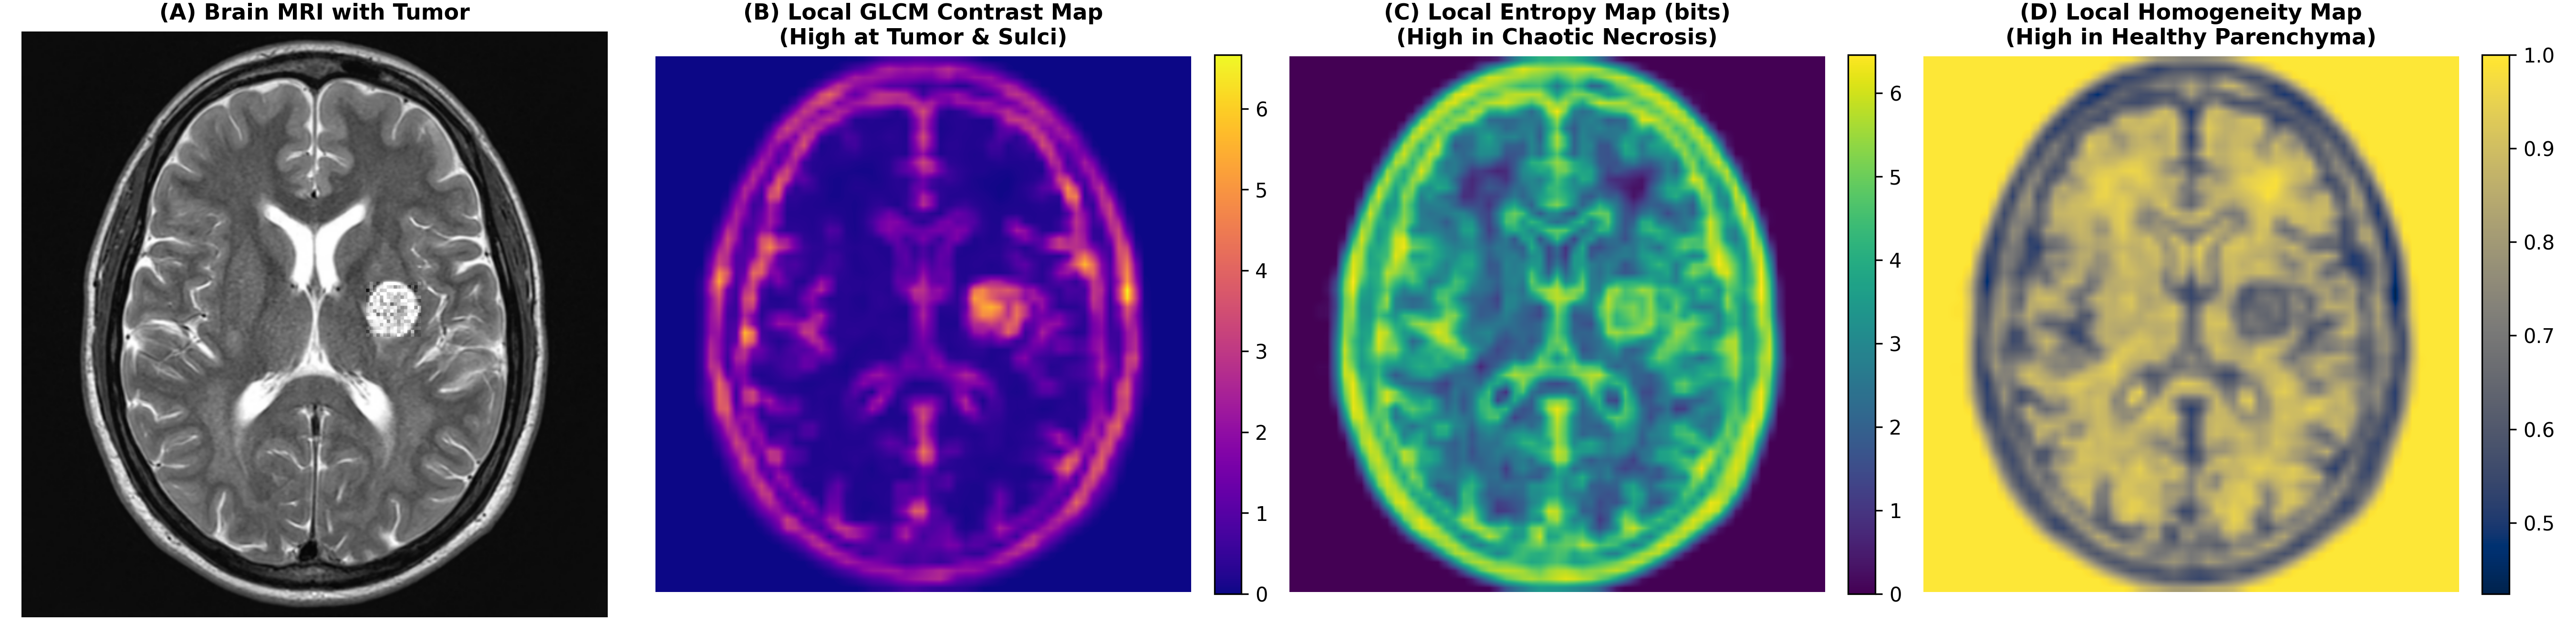 (A) Brain MRI with Tumor
(B) Local GLCM Contrast Map
(High at Tumor & Sulci)
6
5
4
3
2
1
0
(C) Local Entropy Map (bits)
(High in Chaotic Necrosis)
6
5
4
3
2
1
0
(D) Local Homogeneity Map
(High in Healthy Parenchyma)
1.0
0.9
0.8
0.7
0.6
0.5